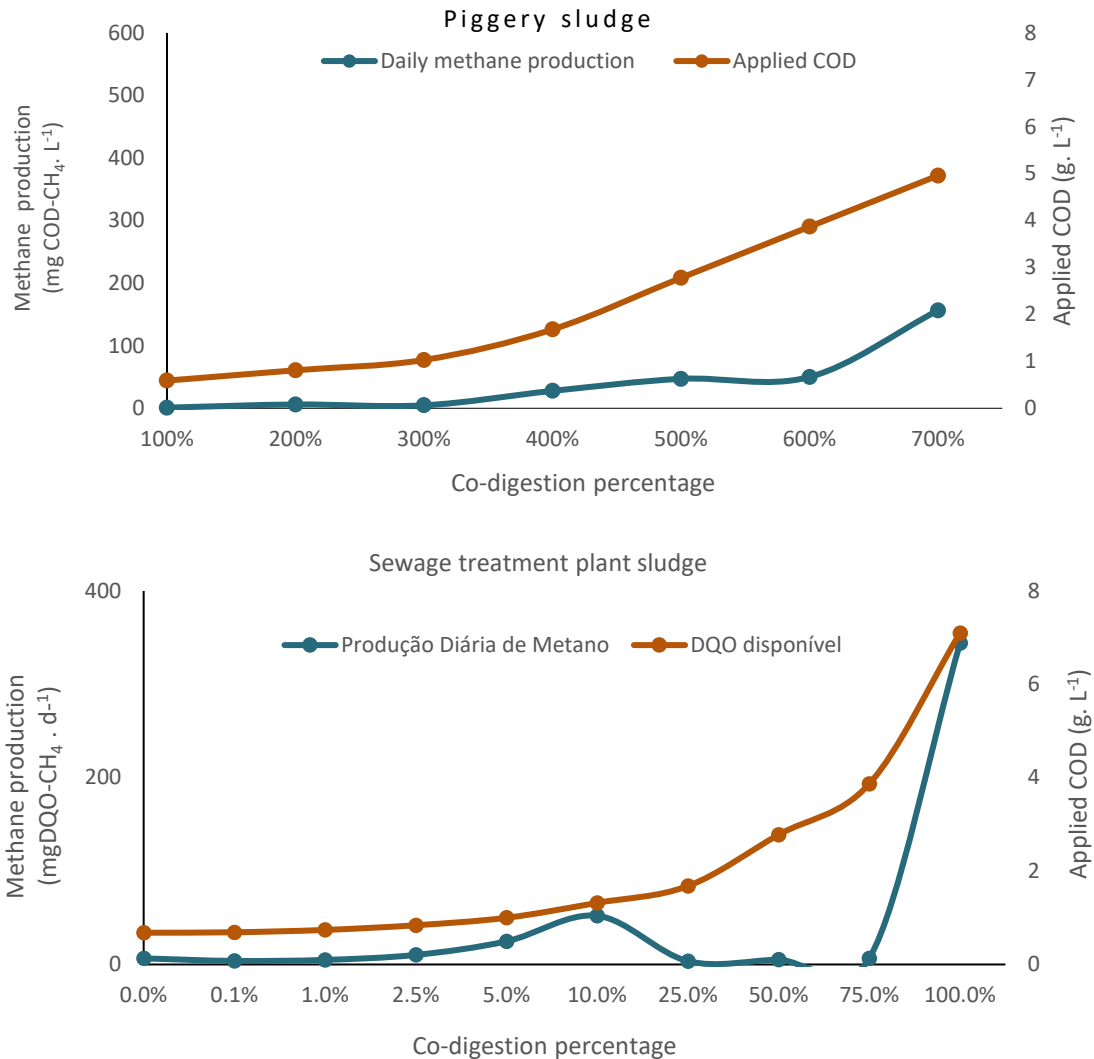 Piggery sludge
Daily methane production
Applied COD
Methane production
(mg COD-CH₄. L⁻¹)
600
500
400
300
200
100
0
8
7
6
5
4
3
2
1
0
Applied COD (g. L⁻¹)
100% 200% 300% 400% 500% 600% 700%
Co-digestion percentage
Sewage treatment plant sludge
Produção Diária de Metano
DQO disponível
Methane production
(mgDQO-CH₄ . d⁻¹)
400
200
0
8
6
4
2
0
Applied COD (g. L⁻¹)
0.0% 0.1% 1.0% 2.5% 5.0% 10.0% 25.0% 50.0% 75.0% 100.0%
Co-digestion percentage